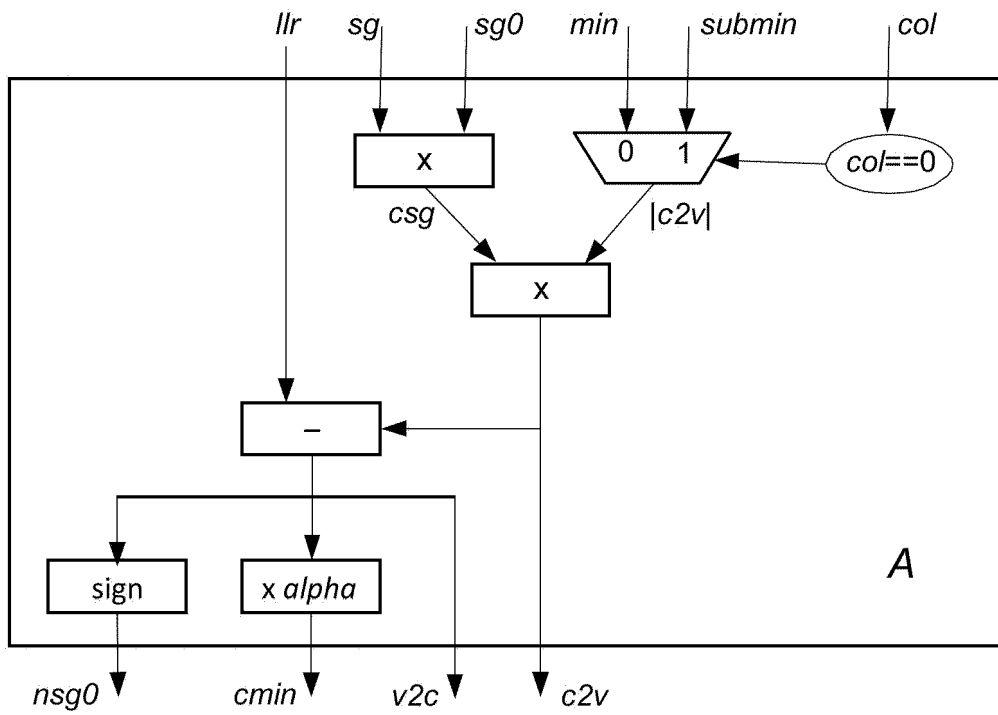 llr sg sg0 min submin col
x 0 1 col==0
csg |c2v|
x
–
A
sign x alpha
nsg0 cmin v2c c2v